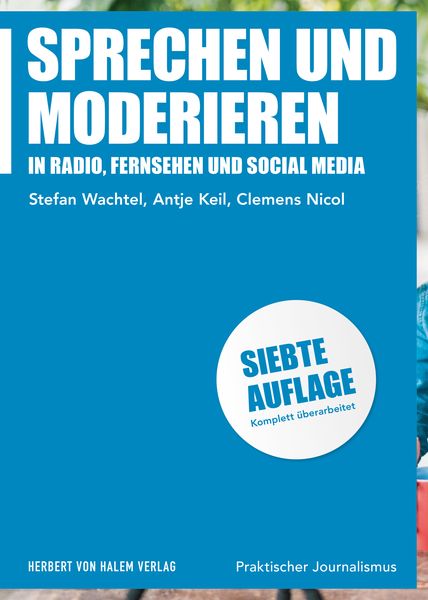 SPRECHEN UND
MODERIEREN
IN RADIO, FERNSEHEN UND SOCIAL MEDIA
Stefan Wachtel, Antje Keil, Clemens Nicol
SIEBTE
AUFLAGE
Komplett überarbeitet
HERBERT VON HALEM VERLAG
Praktischer Journalismus